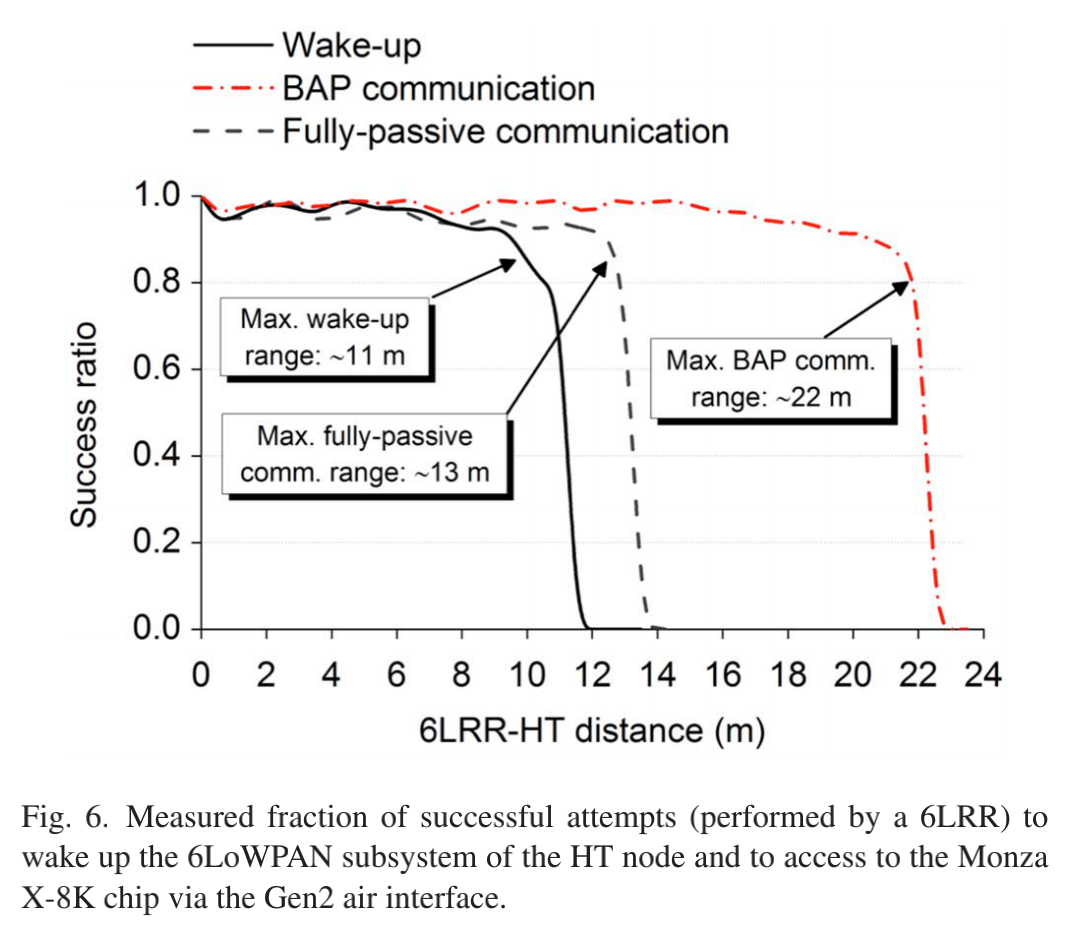 Wake-up
BAP communication
Fully-passive communication
1.0
0.8
0.6
0.4
0.2
0.0
Success ratio
Max. wake-up
range: ~11 m
Max. fully-passive
comm. range: ~13 m
Max. BAP comm.
range: ~22 m
0 2 4 6 8 10 12 14 16 18 20 22 24
6LRR-HT distance (m)
Fig. 6. Measured fraction of successful attempts (performed by a 6LRR) to
wake up the 6LoWPAN subsystem of the HT node and to access to the Monza
X-8K chip via the Gen2 air interface.